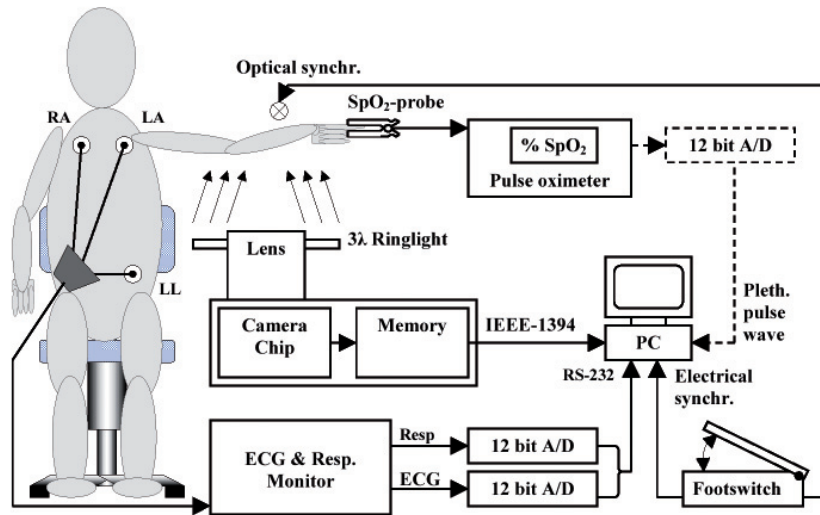 Optical synchr.
SpO₂-probe
RA
LA
% SpO₂
Pulse oximeter
12 bit A/D
3λ Ringlight
Lens
LL
Camera
Chip
Memory
IEEE-1394
PC
Pleth.
pulse
wave
RS-232
Electrical
synchr.
ECG & Resp.
Monitor
Resp
12 bit A/D
ECG
12 bit A/D
Footswitch